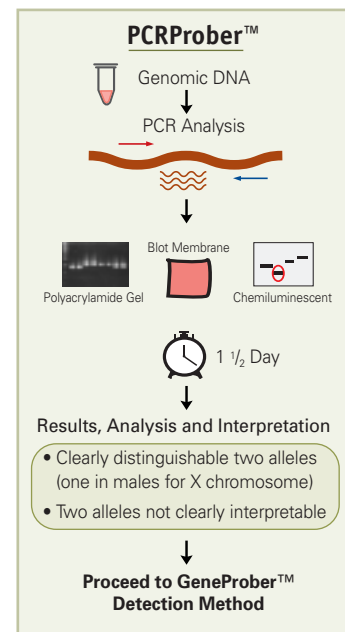 PCRProber™
Genomic DNA
PCR Analysis
Blot Membrane
Polyacrylamide Gel
Chemiluminescent
1 1/2 Day
Results, Analysis and Interpretation
• Clearly distinguishable two alleles
(one in males for X chromosome)
• Two alleles not clearly interpretable
Proceed to GeneProber™
Detection Method